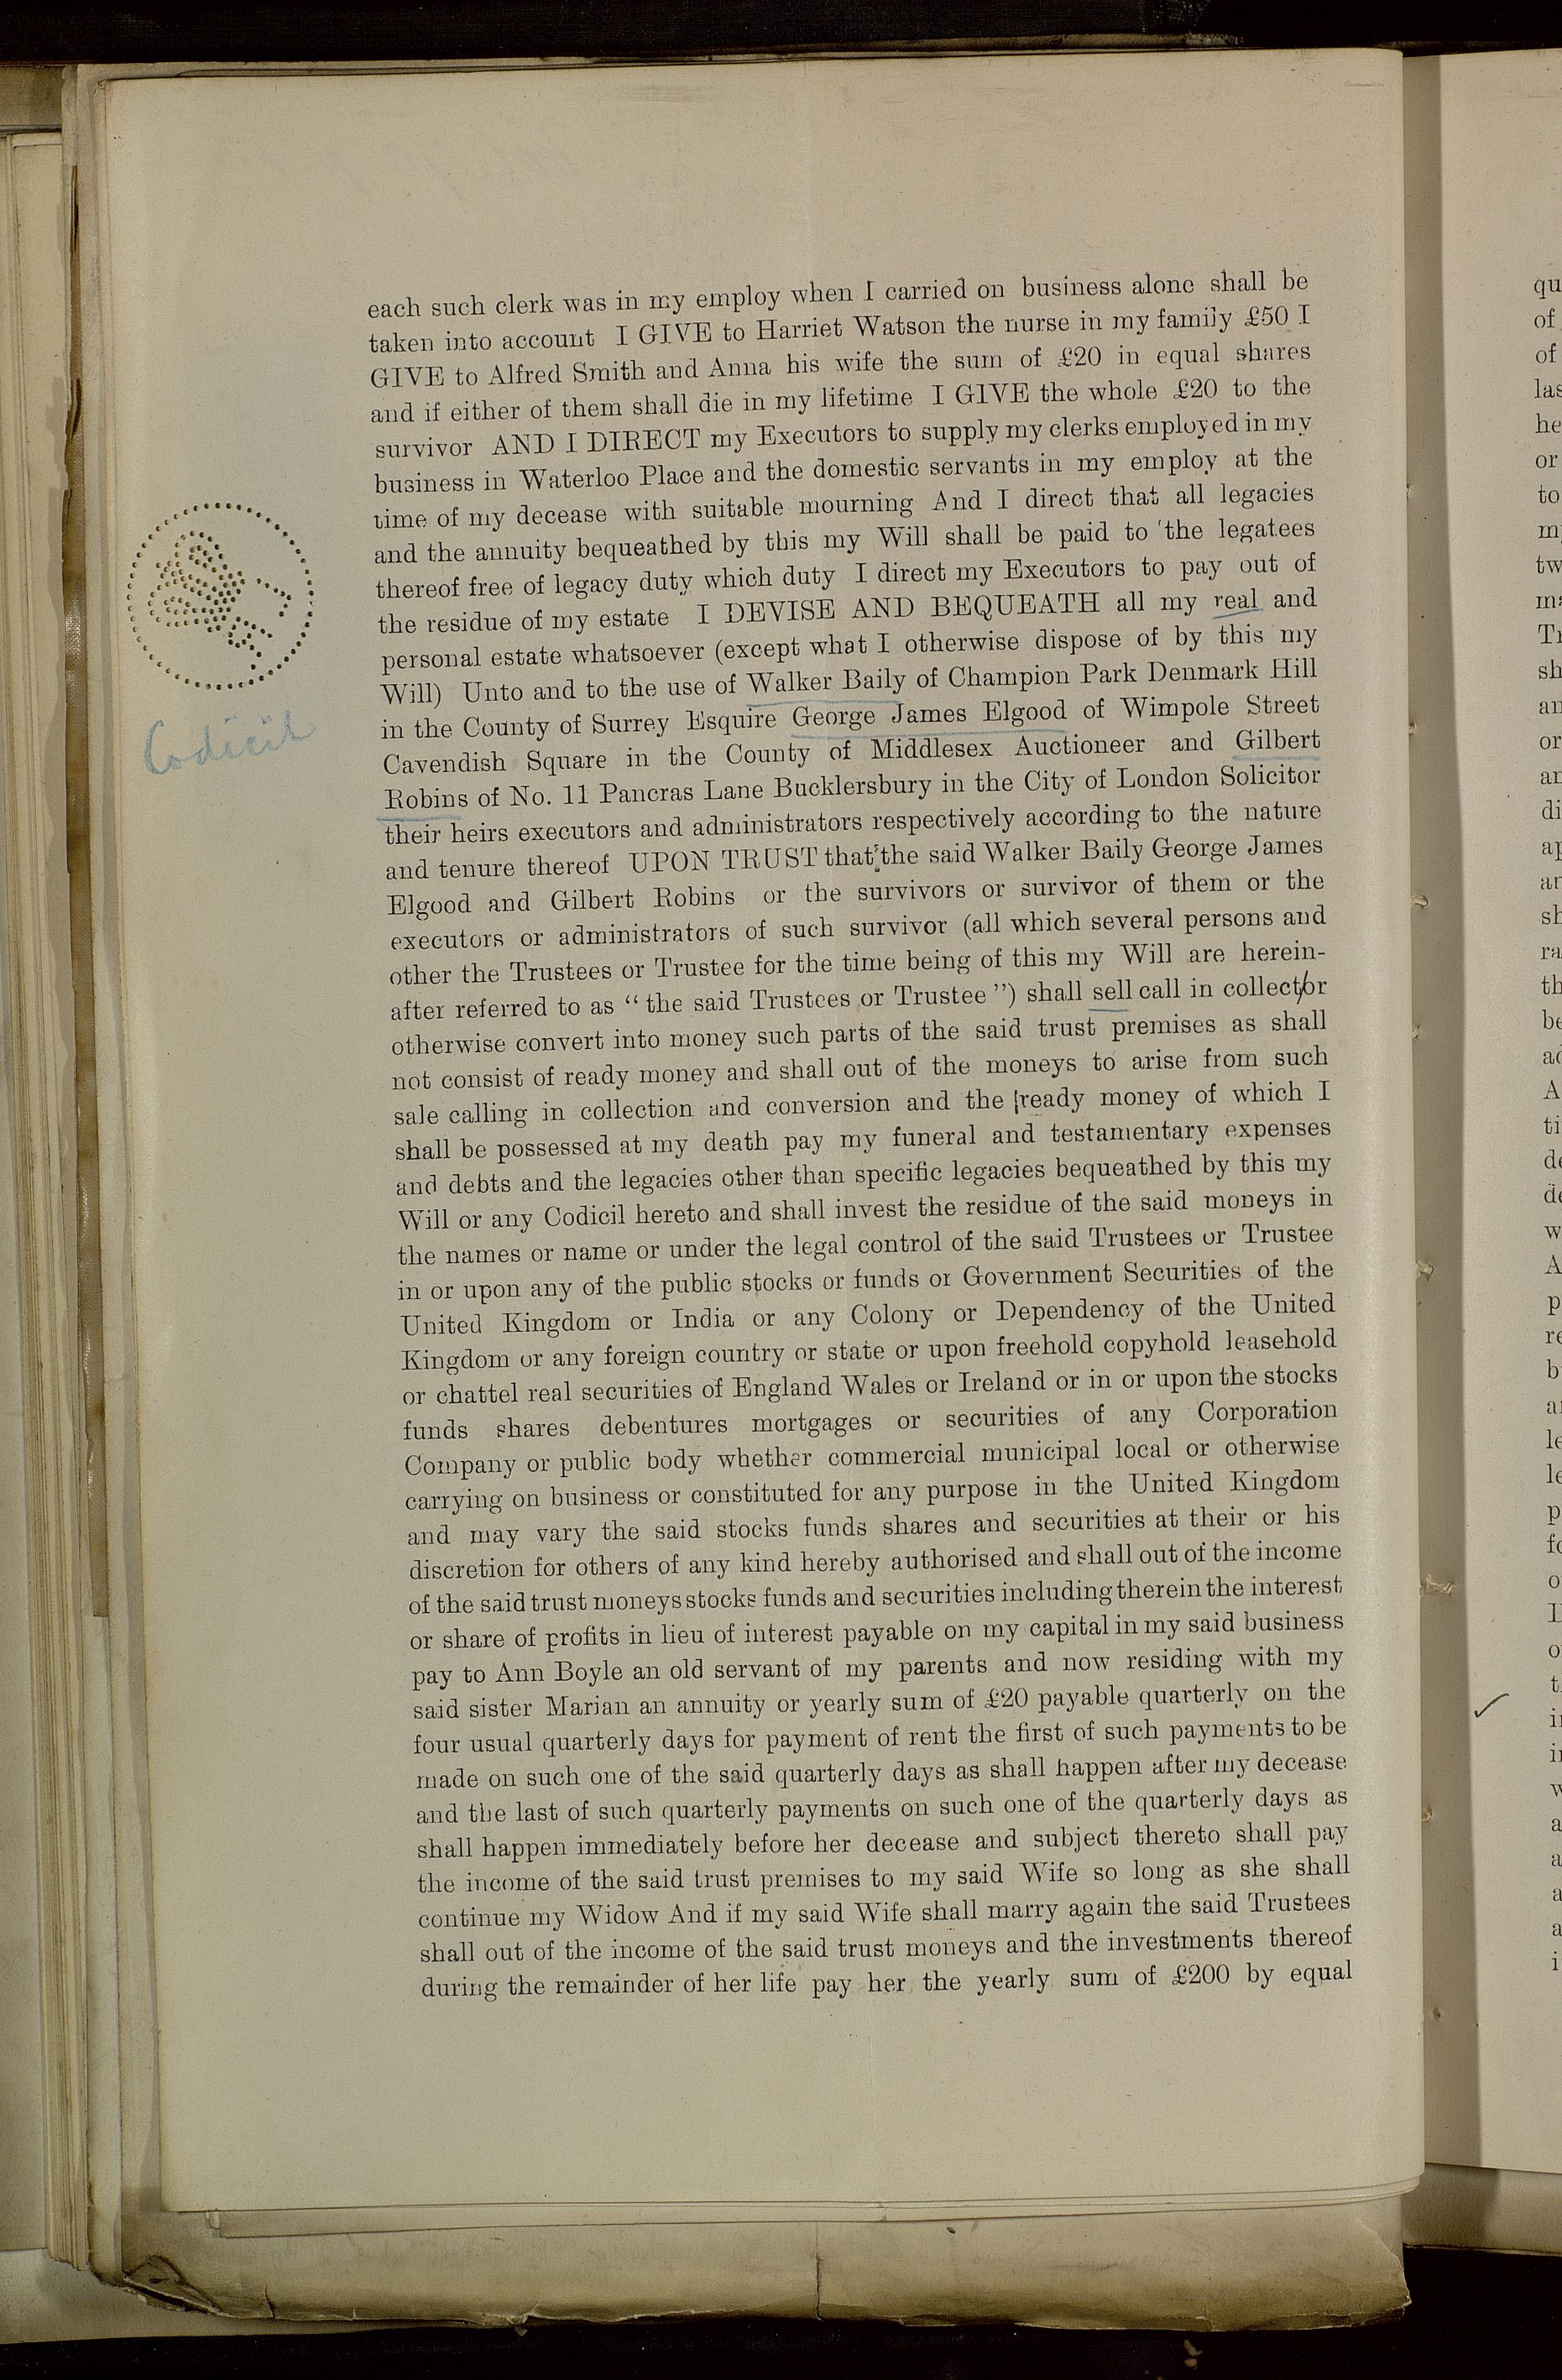 each such clerk was in my employ when I carried on business alone shall be
taken into account I GIVE to Harriet Watson the nurse in my family £50 I
GIVE to Alfred Smith and Anna his wife the sum of £20 in equal shares
and if either of them shall die in my lifetime I GIVE the whole £20 to the
survivor AND I DIRECT my Executors to supply my clerks employed in my
business in Waterloo Place and the domestic servants in my employ at the
time of my decease with suitable mourning And I direct that all legacies
and the annuity bequeathed by this my Will shall be paid to the legatees
thereof free of legacy duty which duty I direct my Executors to pay out of
the residue of my estate I DEVISE AND BEQUEATH all my real and
personal estate whatsoever (except what I otherwise dispose of by this my
Will) Unto and to the use of Walker Baily of Champion Park Denmark Hill
in the County of Surrey Esquire George James Elgood of Wimpole Street
Codicil
Cavendish Square in the County of Middlesex Auctioneer and Gilbert
Robins of No. 11 Pancras Lane Bucklersbury in the City of London Solicitor
their heirs executors and administrators respectively according to the nature
and tenure thereof UPON TRUST that the said Walker Baily George James
Elgood and Gilbert Robins or the survivors or survivor of them or the
executors or administrators of such survivor (all which several persons and
other the Trustees or Trustee for the time being of this my Will are herein-
after referred to as “the said Trustees or Trustee”) shall sell call in collect/or
otherwise convert into money such parts of the said trust premises as shall
not consist of ready money and shall out of the moneys to arise from such
sale calling in collection and conversion and the ready money of which I
shall be possessed at my death pay my funeral and testamentary expenses
and debts and the legacies other than specific legacies bequeathed by this my
Will or any Codicil hereto and shall invest the residue of the said moneys in
the names or name or under the legal control of the said Trustees or Trustee
in or upon any of the public stocks or funds or Government Securities of the
United Kingdom or India or any Colony or Dependency of the United
Kingdom or any foreign country or state or upon freehold copyhold leasehold
or chattel real securities of England Wales or Ireland or in or upon the stocks
funds shares debentures mortgages or securities of any Corporation
Company or public body whether commercial municipal local or otherwise
carrying on business or constituted for any purpose in the United Kingdom
and may vary the said stocks funds shares and securities at their or his
discretion for others of any kind hereby authorised and shall out of the income
of the said trust moneys stocks funds and securities including therein the interest
or share of profits in lieu of interest payable on my capital in my said business
pay to Ann Boyle an old servant of my parents and now residing with my
said sister Marian an annuity or yearly sum of £20 payable quarterly on the
four usual quarterly days for payment of rent the first of such payments to be
made on such one of the said quarterly days as shall happen after my decease
and the last of such quarterly payments on such one of the quarterly days as
shall happen immediately before her decease and subject thereto shall pay
the income of the said trust premises to my said Wife so long as she shall
continue my Widow And if my said Wife shall marry again the said Trustees
shall out of the income of the said trust moneys and the investments thereof
during the remainder of her life pay her the yearly sum of £200 by equal